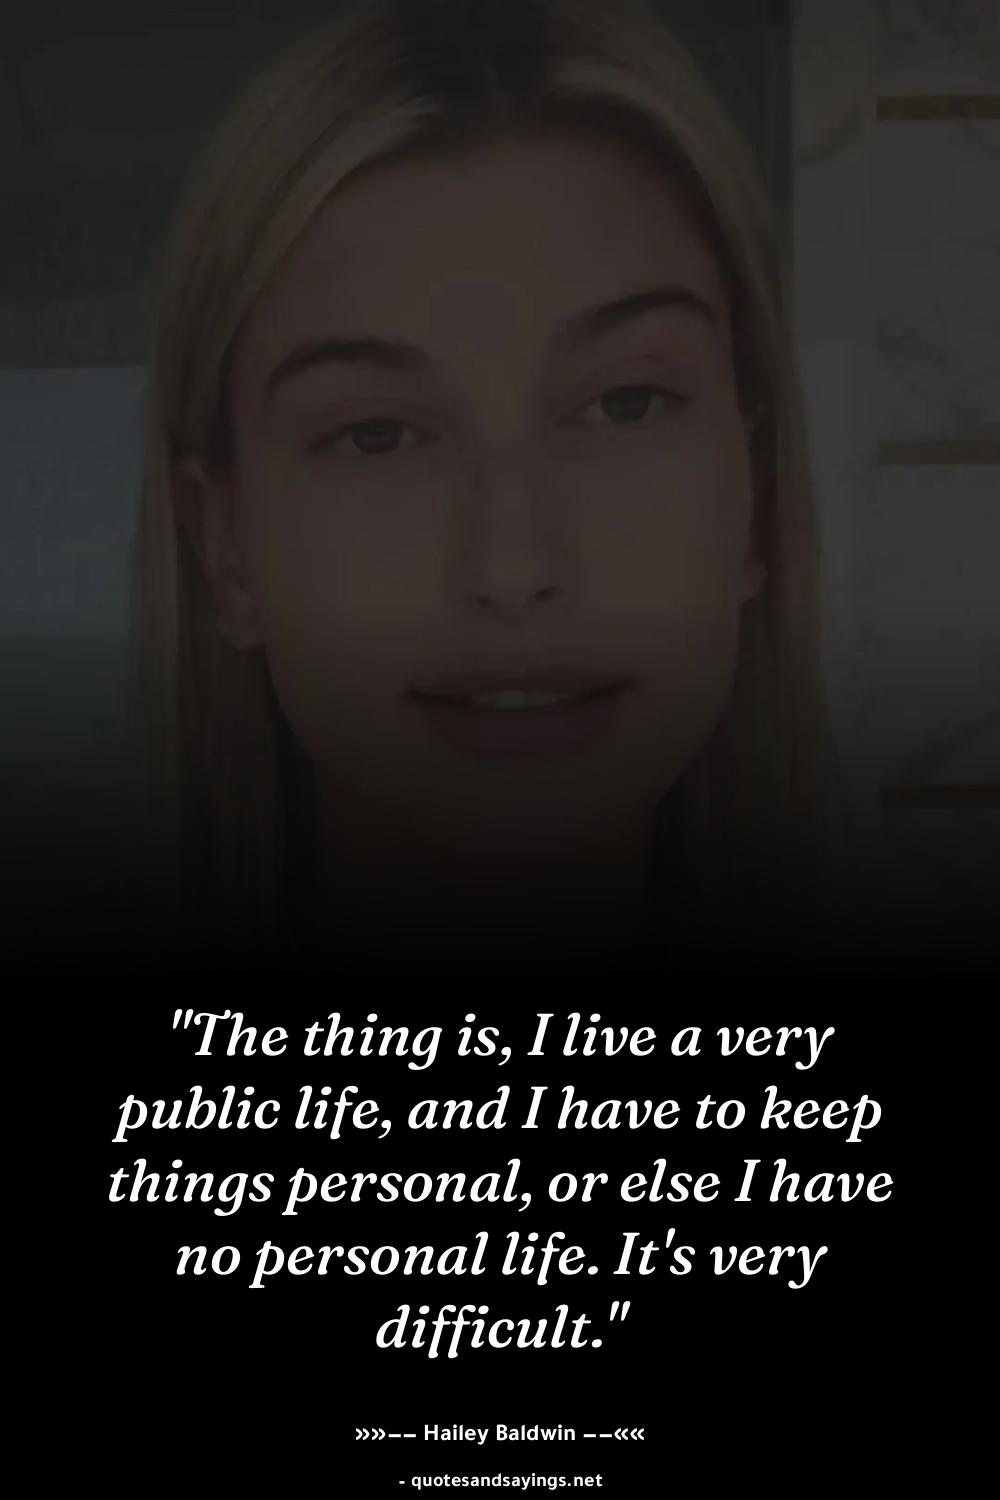 "The thing is, I live a very
public life, and I have to keep
things personal, or else I have
no personal life. It's very
difficult."
»»–– Hailey Baldwin ––««
- quotesandsayings.net